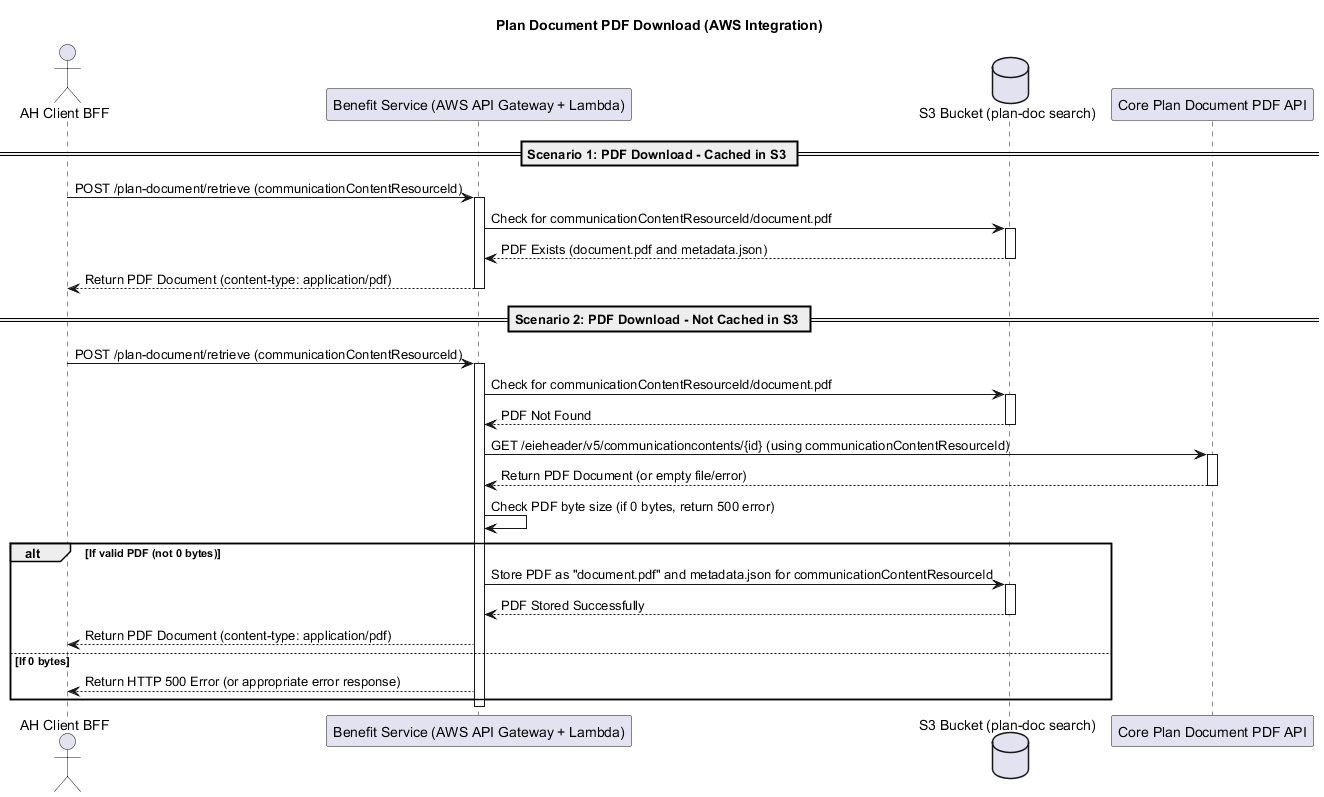 Plan Document PDF Download (AWS Integration)
AH Client BFF
Benefit Service (AWS API Gateway + Lambda)
S3 Bucket (plan-doc search)
Core Plan Document PDF API
Scenario 1: PDF Download - Cached in S3
POST /plan-document/retrieve (communicationContentResourceId)
Check for communicationContentResourceId/document.pdf
PDF Exists (document.pdf and metadata.json)
Return PDF Document (content-type: application/pdf)
Scenario 2: PDF Download - Not Cached in S3
POST /plan-document/retrieve (communicationContentResourceId)
Check for communicationContentResourceId/document.pdf
PDF Not Found
GET /eieheader/v5/communicationcontents/{id} (using communicationContentResourceId)
Return PDF Document (or empty file/error)
Check PDF byte size (if 0 bytes, return 500 error)
alt
[If valid PDF (not 0 bytes)]
Store PDF as "document.pdf" and metadata.json for communicationContentResourceId
PDF Stored Successfully
Return PDF Document (content-type: application/pdf)
[If 0 bytes]
Return HTTP 500 Error (or appropriate error response)
AH Client BFF
Benefit Service (AWS API Gateway + Lambda)
S3 Bucket (plan-doc search)
Core Plan Document PDF API